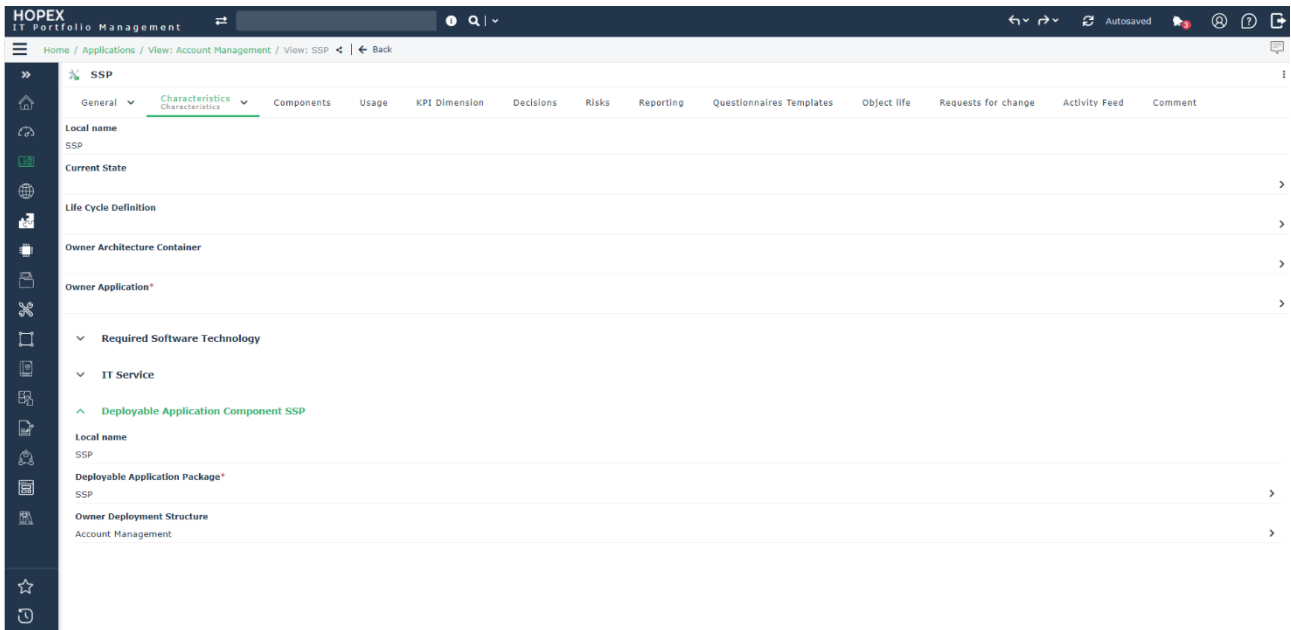 HOPEX
IT Portfolio Management
Autosaved
3
Home / Applications / View: Account Management / View: SSP
Back
SSP
General
Characteristics
Characteristics
Components
Usage
KPI Dimension
Decisions
Risks
Reporting
Questionnaires Templates
Object life
Requests for change
Activity Feed
Comment
Local name
SSP
Current State
Life Cycle Definition
Owner Architecture Container
Owner Application*
Required Software Technology
IT Service
Deployable Application Component SSP
Local name
SSP
Deployable Application Package*
SSP
Owner Deployment Structure
Account Management